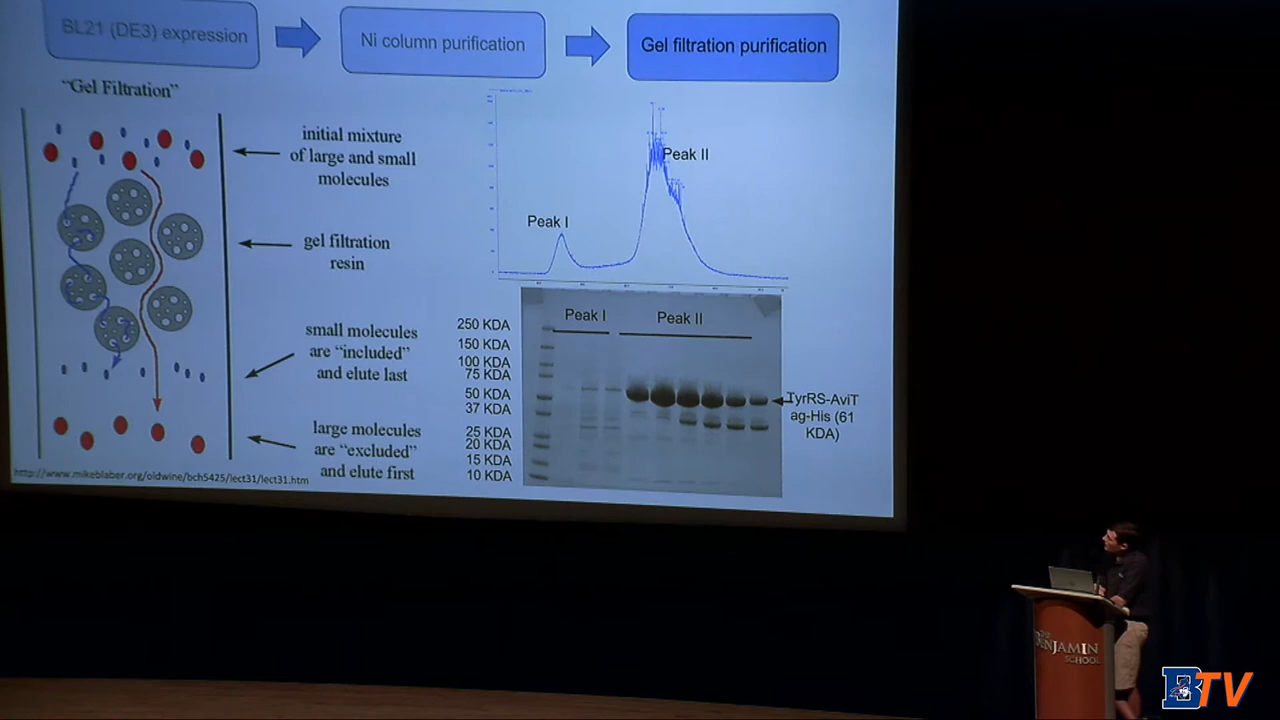 BL21 (DE3) expression
Ni column purification
Gel filtration purification
"Gel Filtration"
initial mixture
of large and small
molecules
gel filtration
resin
small molecules
are "included"
and elute last
large molecules
are "excluded"
and elute first
http://www.mikeblaber.org/oldwine/bch5425/lect31/lect31.htm
Peak I
Peak II
Peak I
Peak II
250 KDA
150 KDA
100 KDA
75 KDA
50 KDA
37 KDA
25 KDA
20 KDA
15 KDA
10 KDA
TyrRS-AviT
ag-His (61
KDA)
THE
BENJAMIN
SCHOOL
BTV